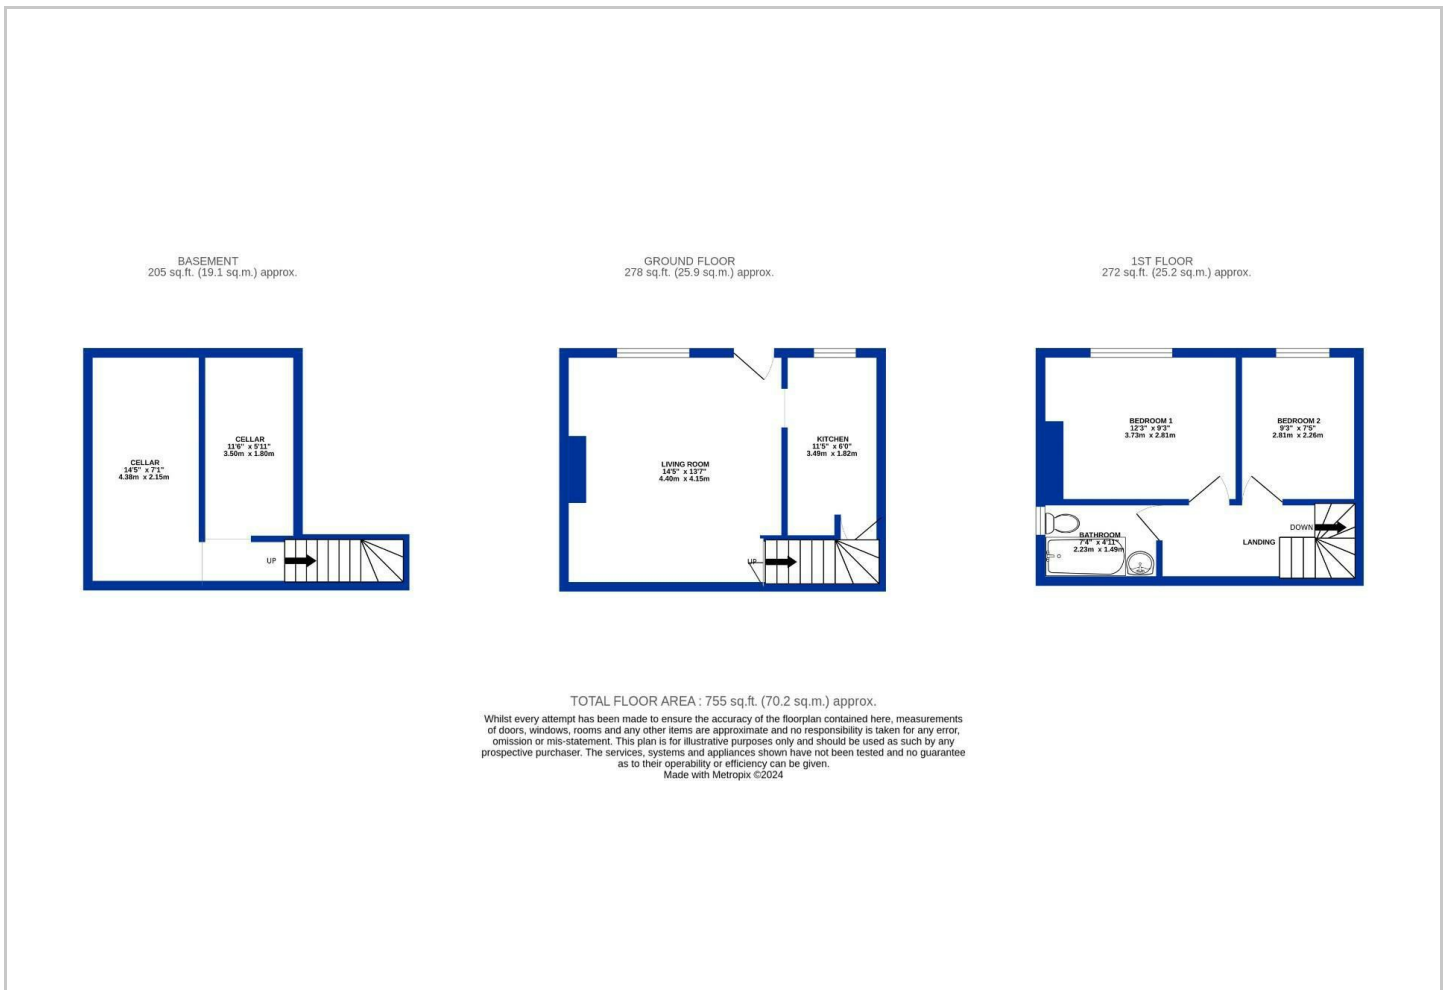 BASEMENT
205 sq.ft. (19.1 sq.m.) approx.
GROUND FLOOR
278 sq.ft. (25.9 sq.m.) approx.
1ST FLOOR
272 sq.ft. (25.2 sq.m.) approx.
CELLAR
14'5" x 7'1"
4.38m x 2.15m
CELLAR
11'6" x 5'11"
3.50m x 1.80m
UP
LIVING ROOM
14'5" x 13'7"
4.40m x 4.15m
KITCHEN
11'5" x 6'0"
3.49m x 1.82m
UP
BEDROOM 1
12'3" x 9'3"
3.73m x 2.81m
BEDROOM 2
9'3" x 7'5"
2.81m x 2.26m
BATHROOM
7'4" x 4'11"
2.23m x 1.49m
LANDING
DOWN
TOTAL FLOOR AREA : 755 sq.ft. (70.2 sq.m.) approx.
Whilst every attempt has been made to ensure the accuracy of the floorplan contained here, measurements
of doors, windows, rooms and any other items are approximate and no responsibility is taken for any error,
omission or mis-statement. This plan is for illustrative purposes only and should be used as such by any
prospective purchaser. The services, systems and appliances shown have not been tested and no guarantee
as to their operability or efficiency can be given.
Made with Metropix ©2024